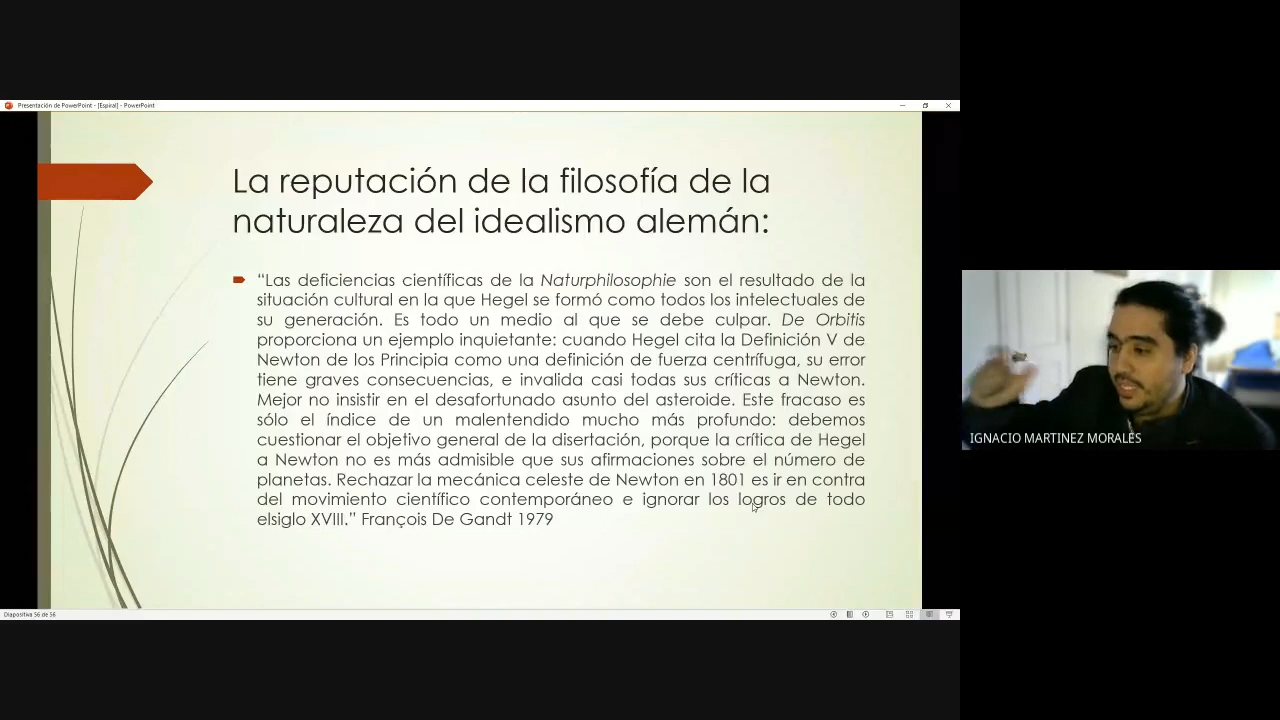 Presentación de PowerPoint - [Espiral] - PowerPoint
La reputación de la filosofía de la
naturaleza del idealismo alemán:
“Las deficiencias científicas de la Naturphilosophie son el resultado de la
situación cultural en la que Hegel se formó como todos los intelectuales de
su generación. Es todo un medio al que se debe culpar. De Orbitis
proporciona un ejemplo inquietante: cuando Hegel cita la Definición V de
Newton de los Principia como una definición de fuerza centrífuga, su error
tiene graves consecuencias, e invalida casi todas sus críticas a Newton.
Mejor no insistir en el desafortunado asunto del asteroide. Este fracaso es
sólo el índice de un malentendido mucho más profundo: debemos
cuestionar el objetivo general de la disertación, porque la crítica de Hegel
a Newton no es más admisible que sus afirmaciones sobre el número de
planetas. Rechazar la mecánica celeste de Newton en 1801 es ir en contra
del movimiento científico contemporáneo e ignorar los logros de todo
elsiglo XVIII.” François De Gandt 1979
Diapositiva 56 de 56
IGNACIO MARTINEZ MORALES